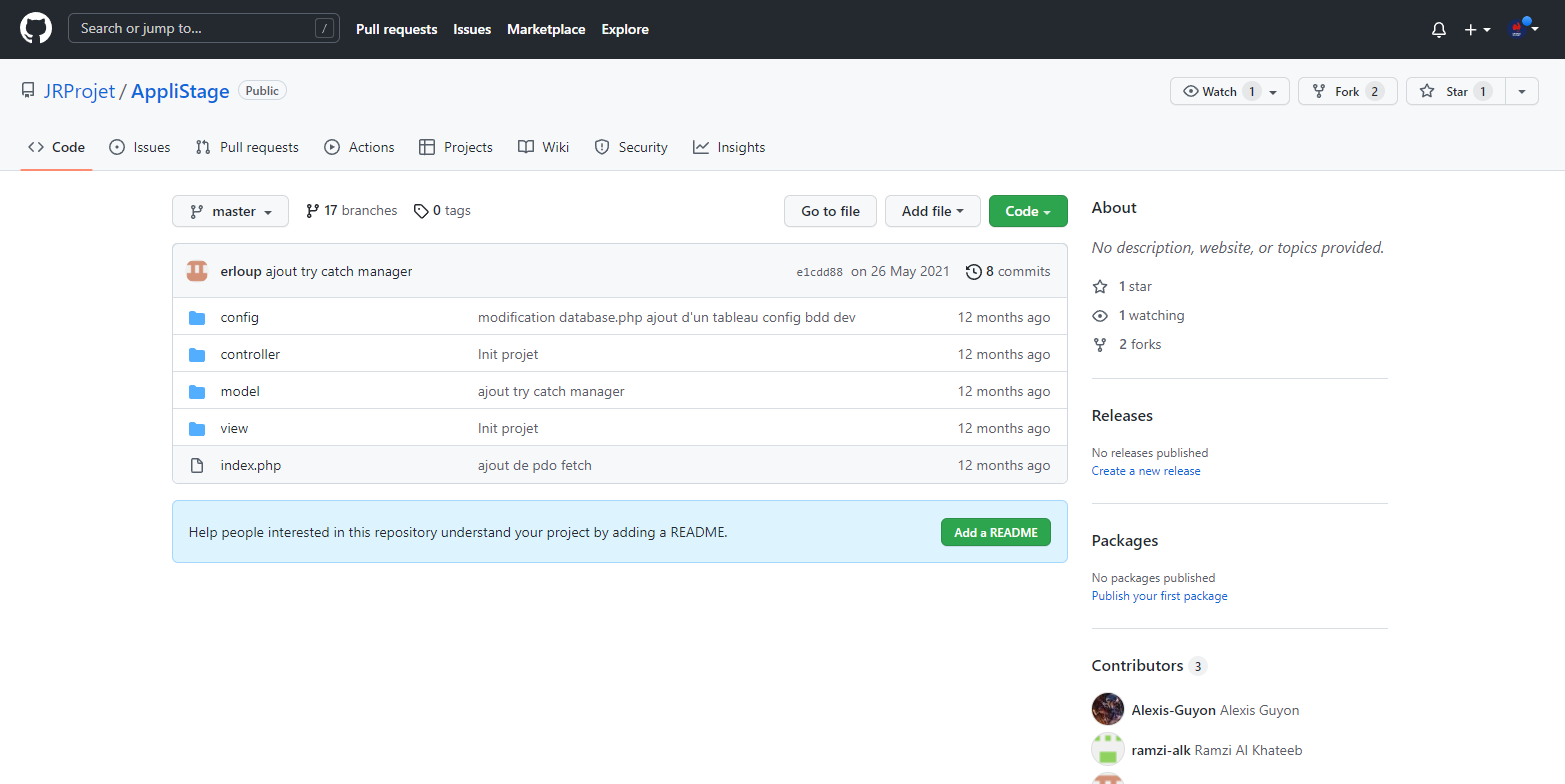 Search or jump to... /
Pull requests Issues Marketplace Explore
JRProjet / AppliStage Public
Watch 1 Fork 2 Star 1
Code Issues Pull requests Actions Projects Wiki Security Insights
master 17 branches 0 tags
Go to file Add file Code
erloup ajout try catch manager e1cdd88 on 26 May 2021 8 commits
config modification database.php ajout d'un tableau config bdd dev 12 months ago
controller Init projet 12 months ago
model ajout try catch manager 12 months ago
view Init projet 12 months ago
index.php ajout de pdo fetch 12 months ago
Help people interested in this repository understand your project by adding a README. Add a README
About
No description, website, or topics provided.
1 star
1 watching
2 forks
Releases
No releases published
Create a new release
Packages
No packages published
Publish your first package
Contributors 3
Alexis-Guyon Alexis Guyon
ramzi-alk Ramzi Al Khateeb